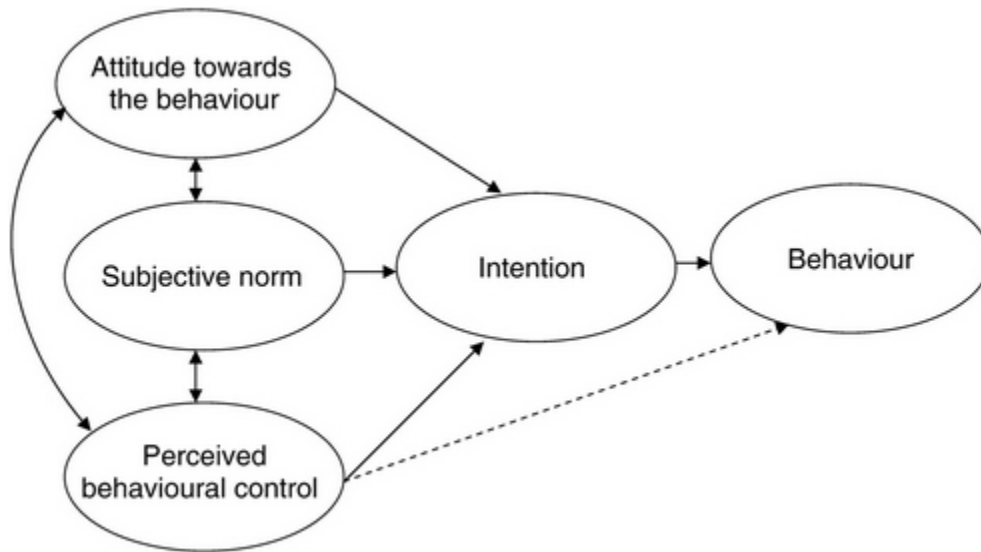 Attitude towards
the behaviour
Subjective norm
Perceived
behavioural control
Intention
Behaviour